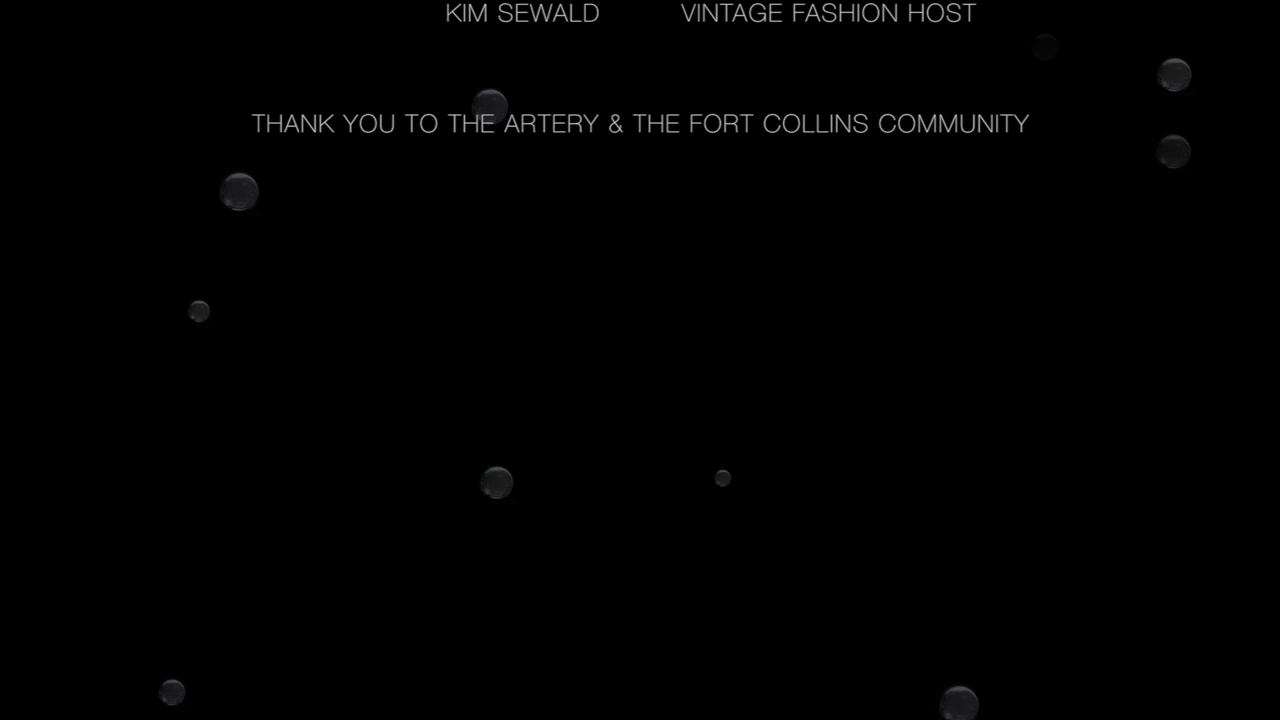 KIM SEWALD VINTAGE FASHION HOST
THANK YOU TO THE ARTERY & THE FORT COLLINS COMMUNITY